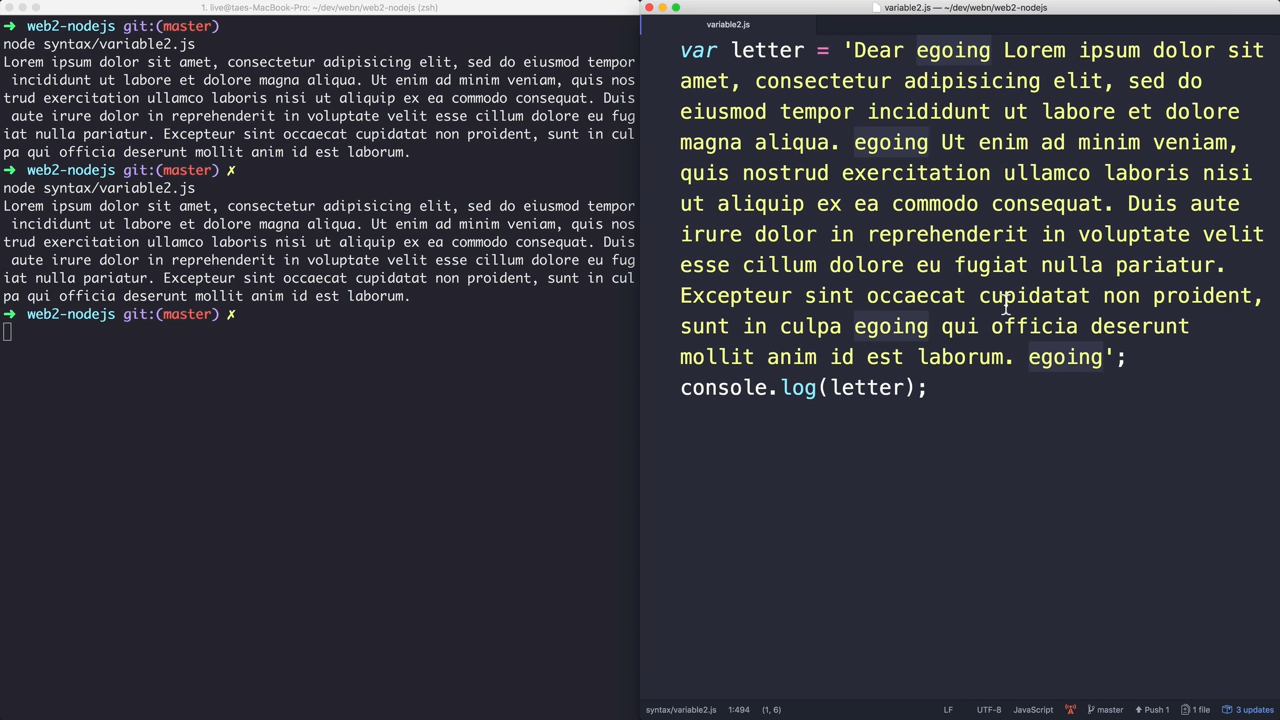 1. live@taes-MacBook-Pro: ~/dev/webn/web2-nodejs (zsh)
➜ web2-nodejs git:(master)
node syntax/variable2.js
Lorem ipsum dolor sit amet, consectetur adipisicing elit, sed do eiusmod tempor
incididunt ut labore et dolore magna aliqua. Ut enim ad minim veniam, quis nos
trud exercitation ullamco laboris nisi ut aliquip ex ea commodo consequat. Duis
aute irure dolor in reprehenderit in voluptate velit esse cillum dolore eu fug
iat nulla pariatur. Excepteur sint occaecat cupidatat non proident, sunt in cul
pa qui officia deserunt mollit anim id est laborum.
➜ web2-nodejs git:(master) ✗
node syntax/variable2.js
Lorem ipsum dolor sit amet, consectetur adipisicing elit, sed do eiusmod tempor
incididunt ut labore et dolore magna aliqua. Ut enim ad minim veniam, quis nos
trud exercitation ullamco laboris nisi ut aliquip ex ea commodo consequat. Duis
aute irure dolor in reprehenderit in voluptate velit esse cillum dolore eu fug
iat nulla pariatur. Excepteur sint occaecat cupidatat non proident, sunt in cul
pa qui officia deserunt mollit anim id est laborum.
➜ web2-nodejs git:(master) ✗
variable2.js — ~/dev/webn/web2-nodejs
variable2.js
var letter = 'Dear egoing Lorem ipsum dolor sit
amet, consectetur adipisicing elit, sed do
eiusmod tempor incididunt ut labore et dolore
magna aliqua. egoing Ut enim ad minim veniam,
quis nostrud exercitation ullamco laboris nisi
ut aliquip ex ea commodo consequat. Duis aute
irure dolor in reprehenderit in voluptate velit
esse cillum dolore eu fugiat nulla pariatur.
Excepteur sint occaecat cupidatat non proident,
sunt in culpa egoing qui officia deserunt
mollit anim id est laborum. egoing';
console.log(letter);
syntax/variable2.js 1:494 (1, 6) LF UTF-8 JavaScript master Push 1 1 file 3 updates